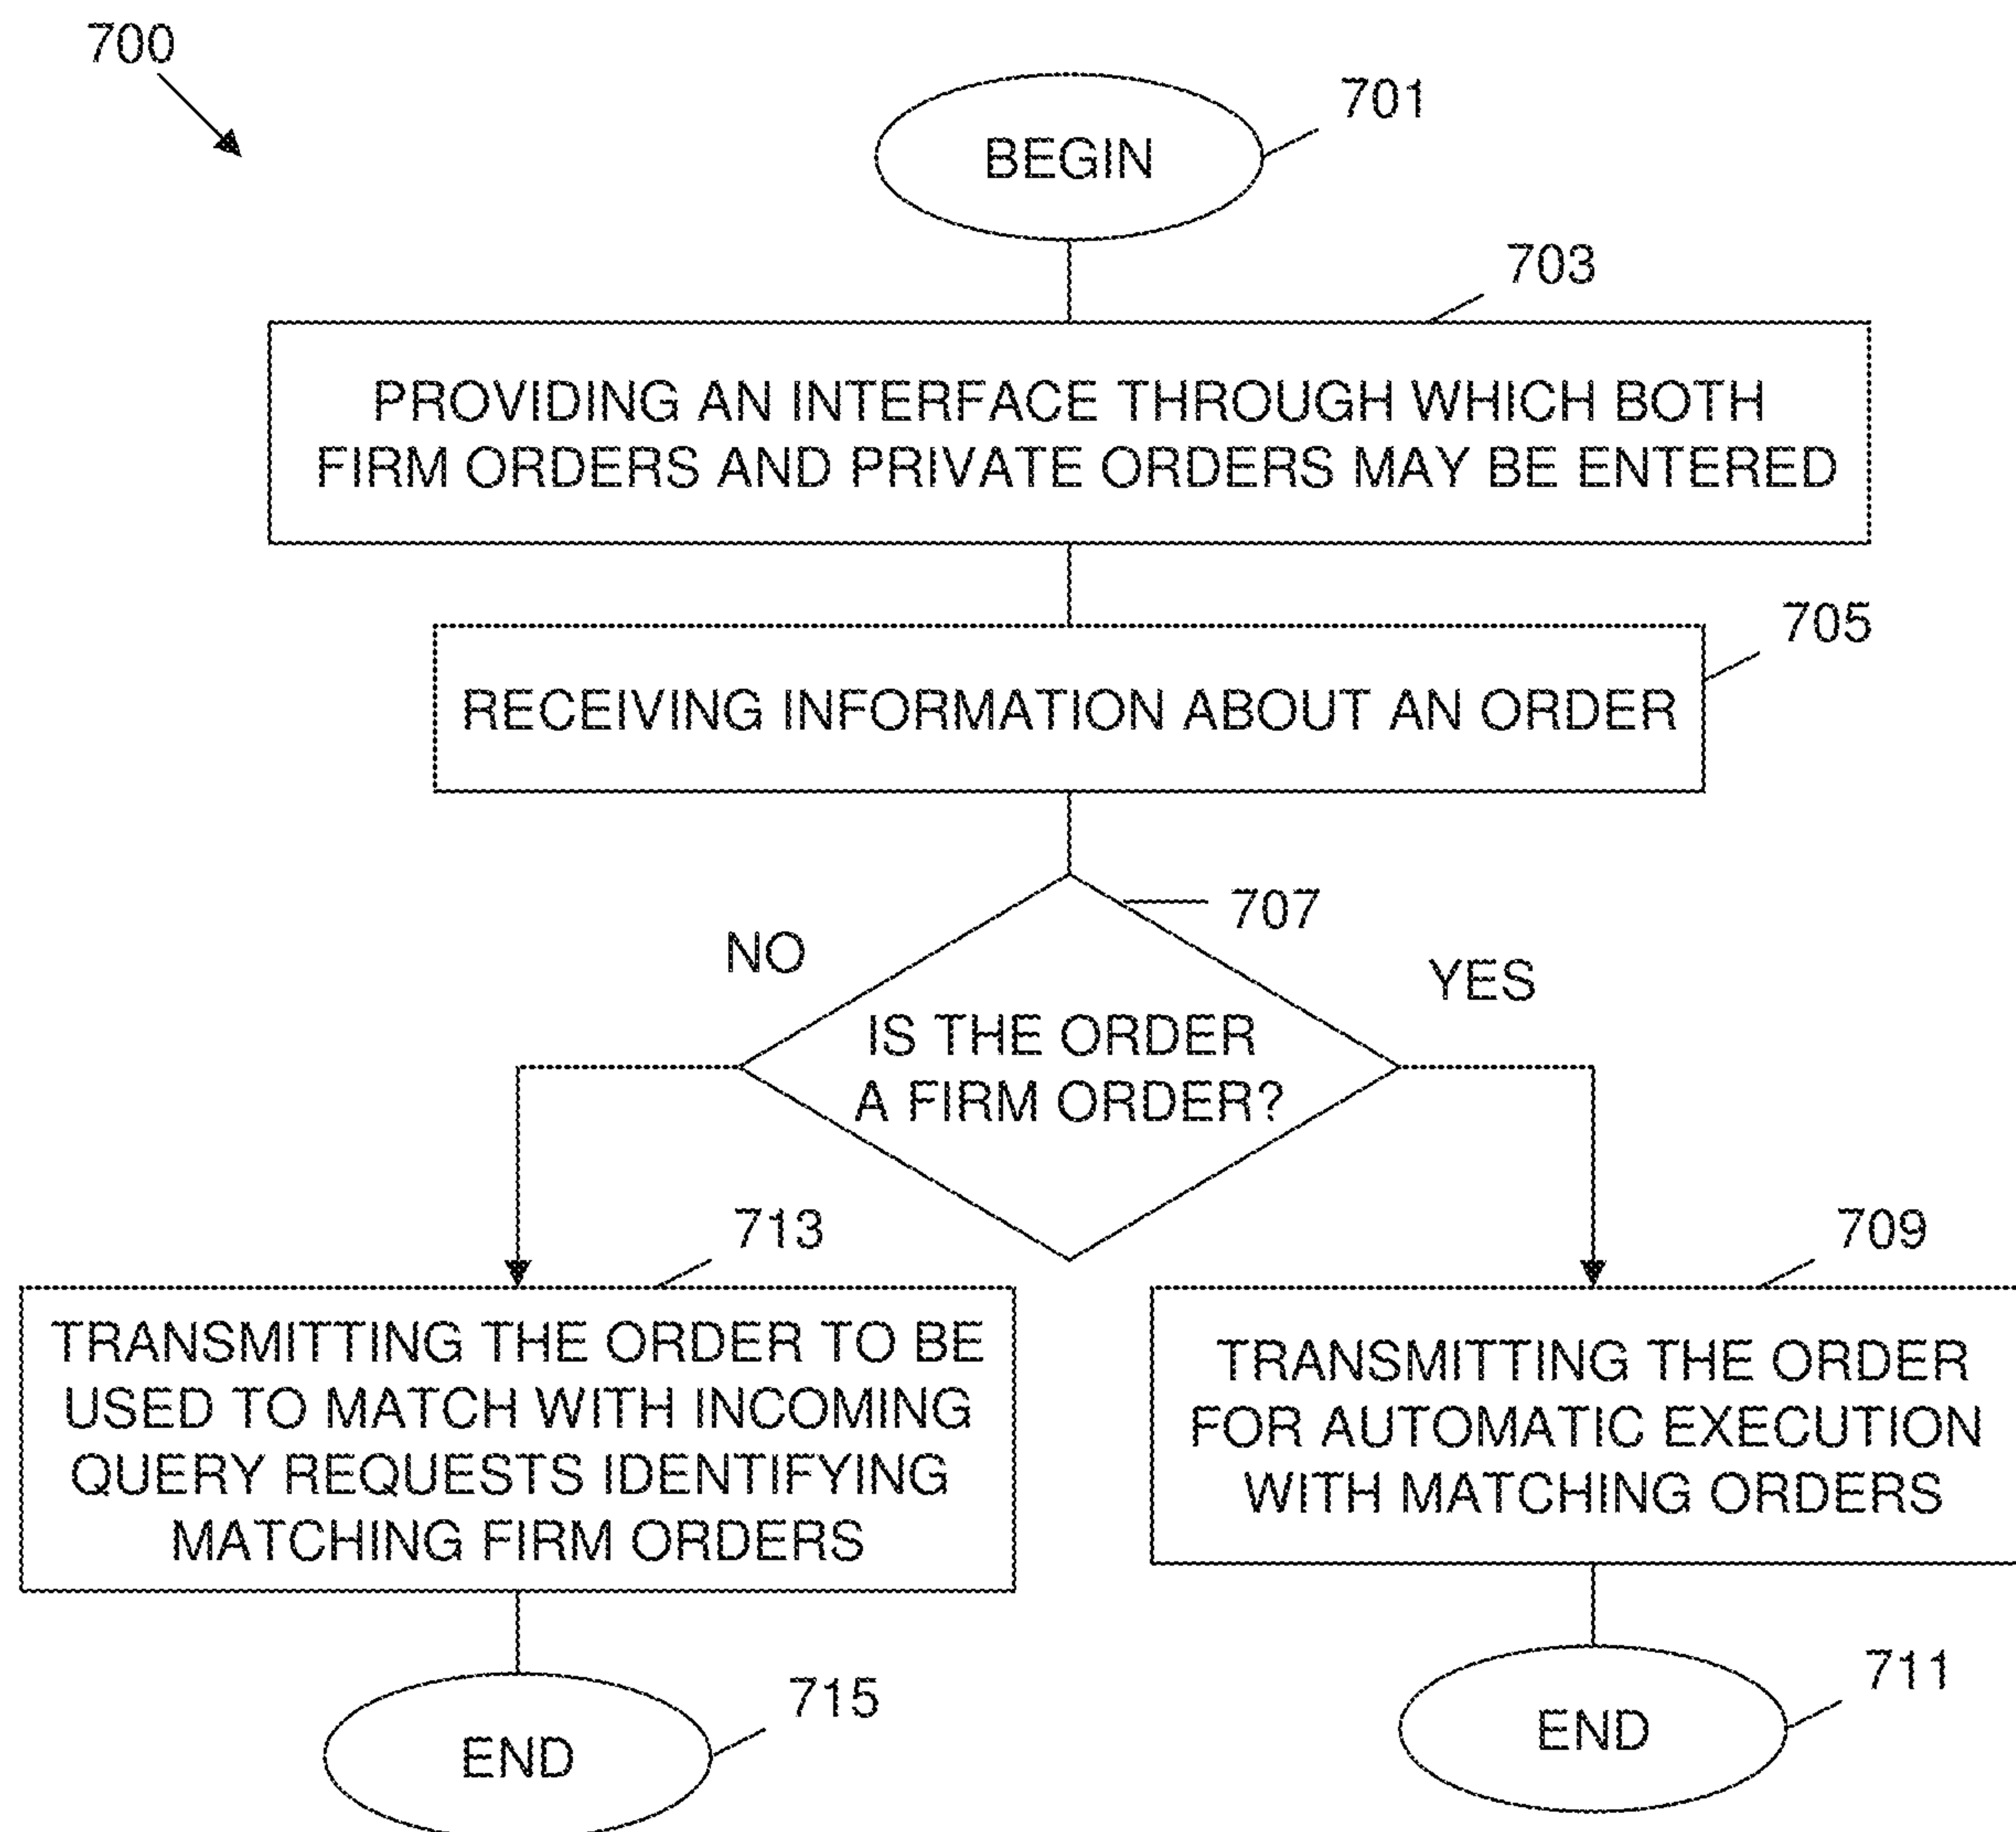 700
701
BEGIN
703
PROVIDING AN INTERFACE THROUGH WHICH BOTH
FIRM ORDERS AND PRIVATE ORDERS MAY BE ENTERED
705
RECEIVING INFORMATION ABOUT AN ORDER
707
NO
YES
IS THE ORDER
A FIRM ORDER?
713
TRANSMITTING THE ORDER TO BE
USED TO MATCH WITH INCOMING
QUERY REQUESTS IDENTIFYING
MATCHING FIRM ORDERS
709
TRANSMITTING THE ORDER
FOR AUTOMATIC EXECUTION
WITH MATCHING ORDERS
715
END
711
END